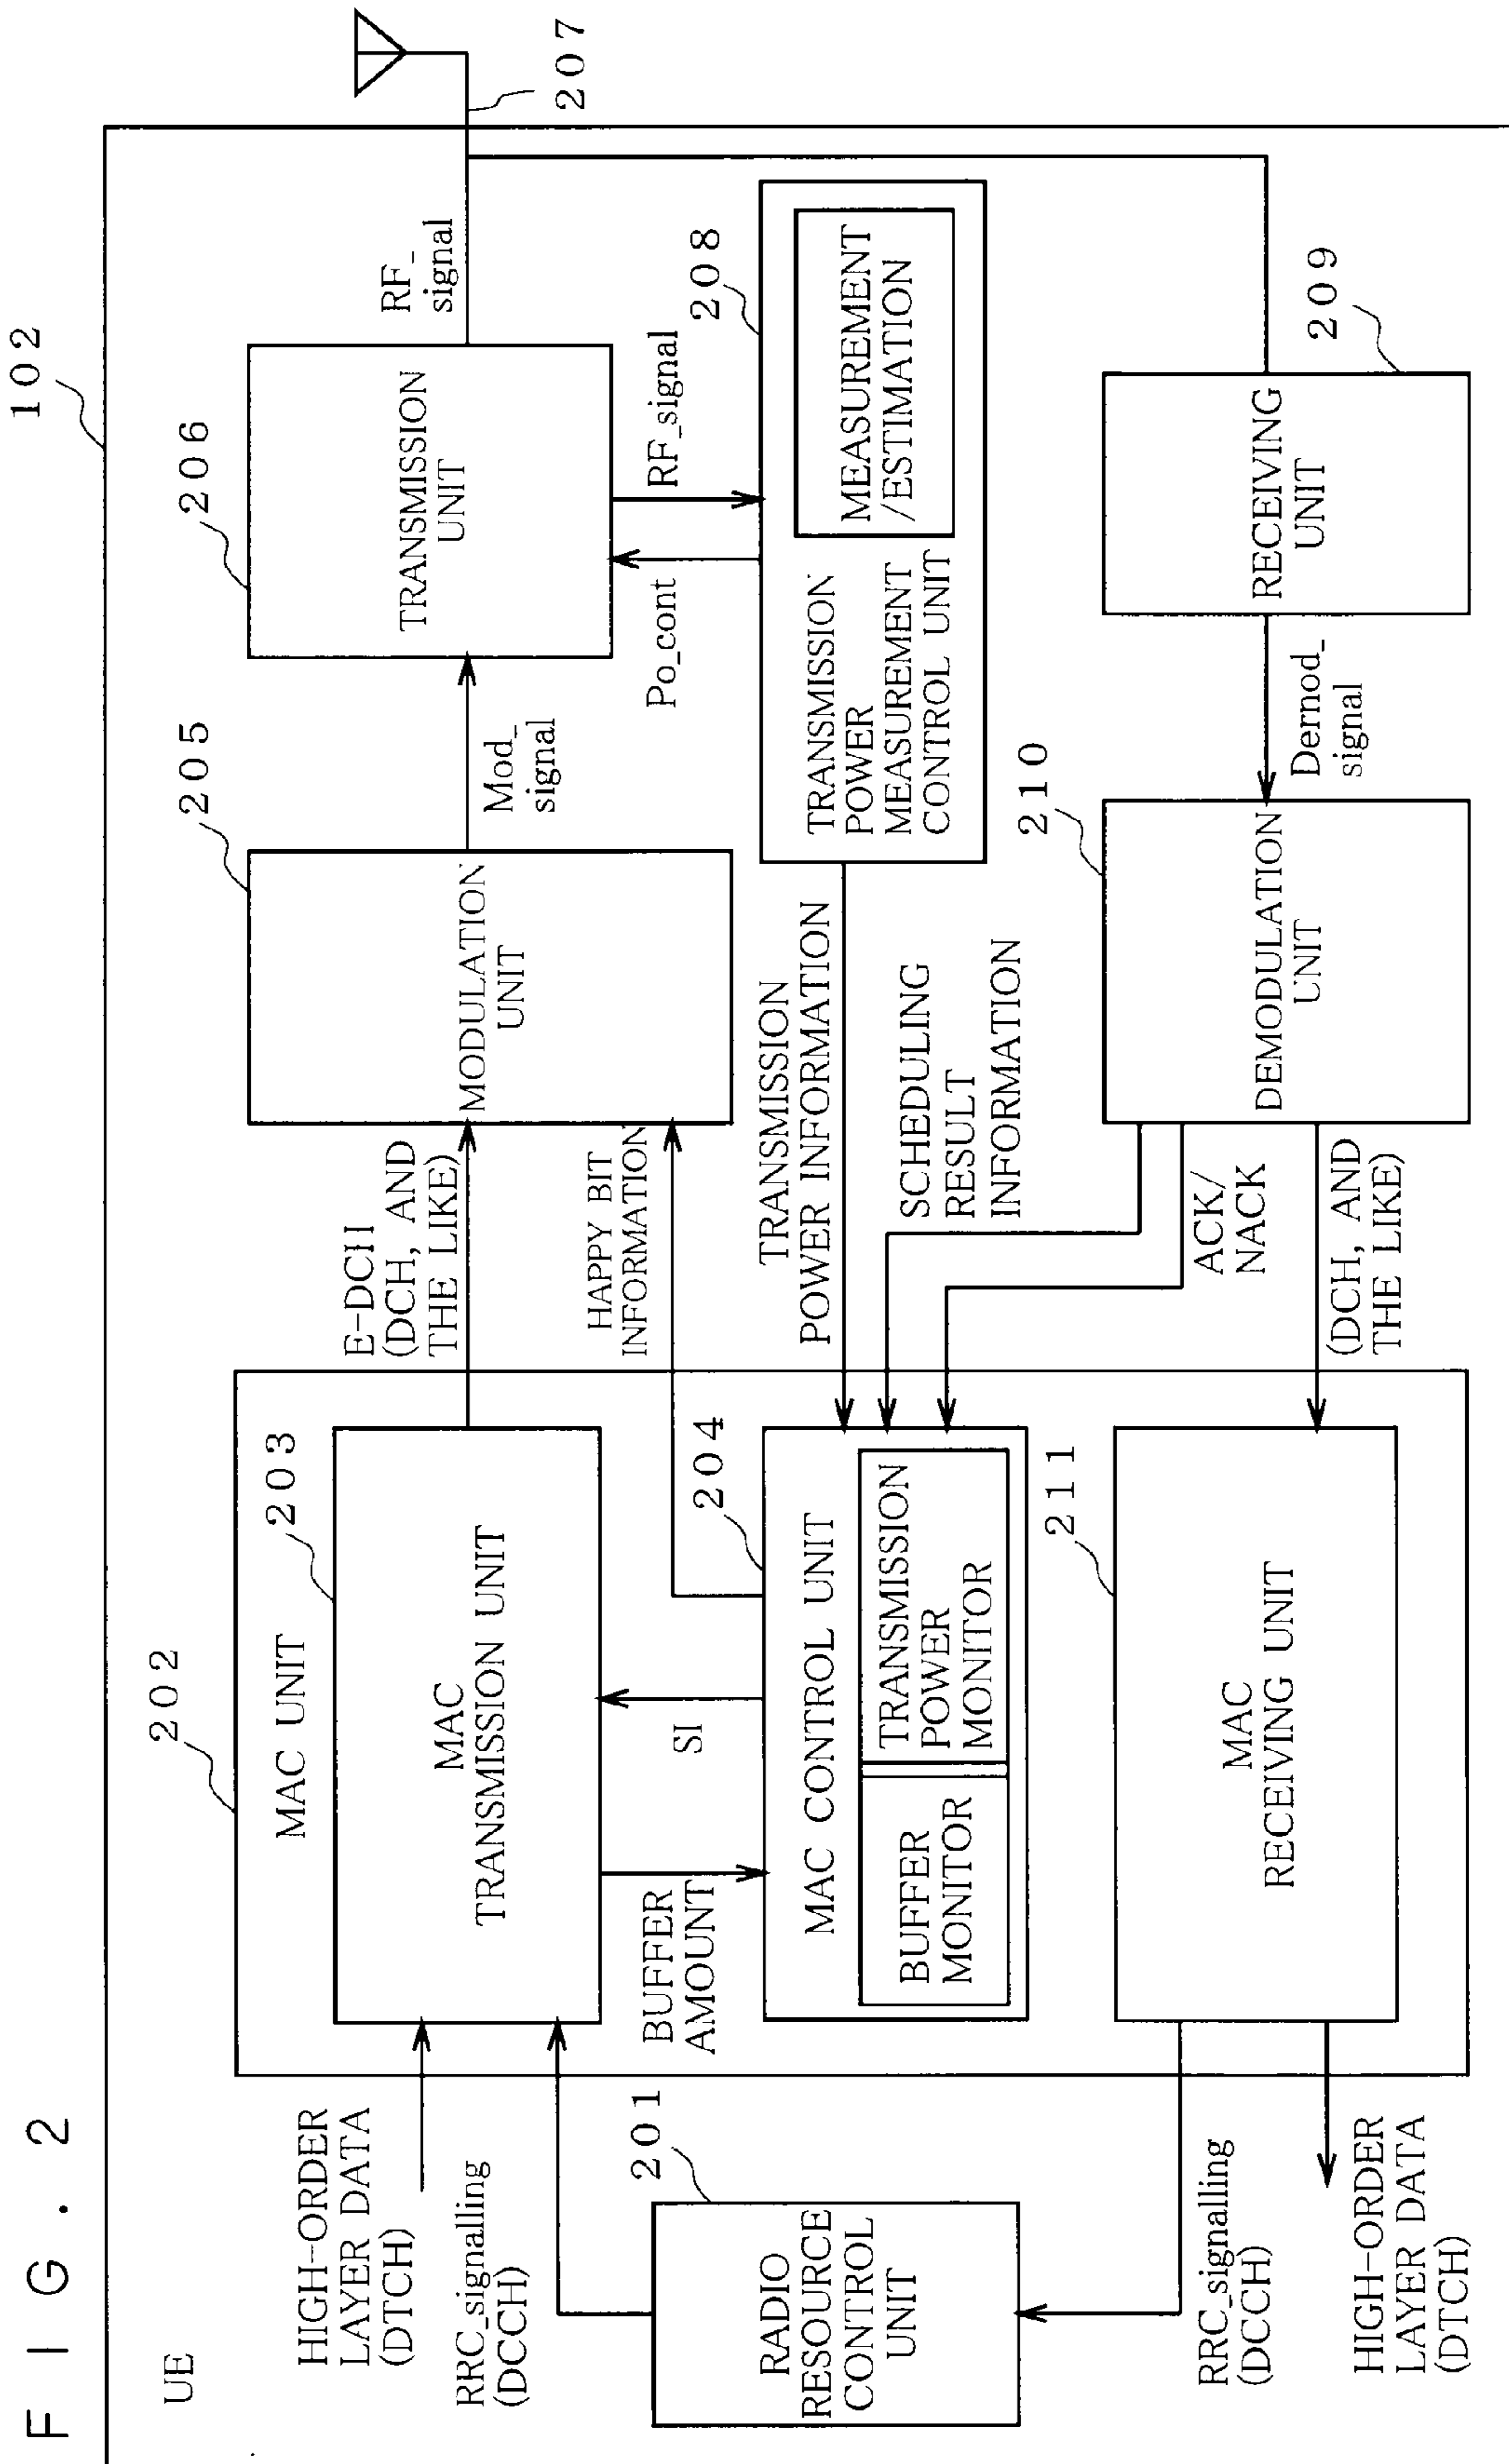 FIG. 2
102
UE
202
MAC UNIT
203
MAC
TRANSMISSION UNIT
HIGH-ORDER
LAYER DATA
(DTCH)
RRC_signalling
(DCCH)
201
RADIO
RESOURCE
CONTROL
UNIT
BUFFER
AMOUNT
SI
204
MAC CONTROL UNIT
BUFFER
MONITOR
TRANSMISSION
POWER
MONITOR
211
MAC
RECEIVING UNIT
RRC_signalling
(DCCH)
HIGH-ORDER
LAYER DATA
(DTCH)
E-DCH
(DCH, AND
THE LIKE)
HAPPY BIT
INFORMATION
205
MODULATION
UNIT
Mod_
signal
206
TRANSMISSION
UNIT
RF_
signal
207
Po_cont
RF_signal
208
TRANSMISSION
POWER
MEASUREMENT
CONTROL UNIT
MEASUREMENT
/ESTIMATION
TRANSMISSION
POWER INFORMATION
SCHEDULING
RESULT
INFORMATION
ACK/
NACK
(DCH, AND
THE LIKE)
210
DEMODULATION
UNIT
Dernod_
signal
209
RECEIVING
UNIT